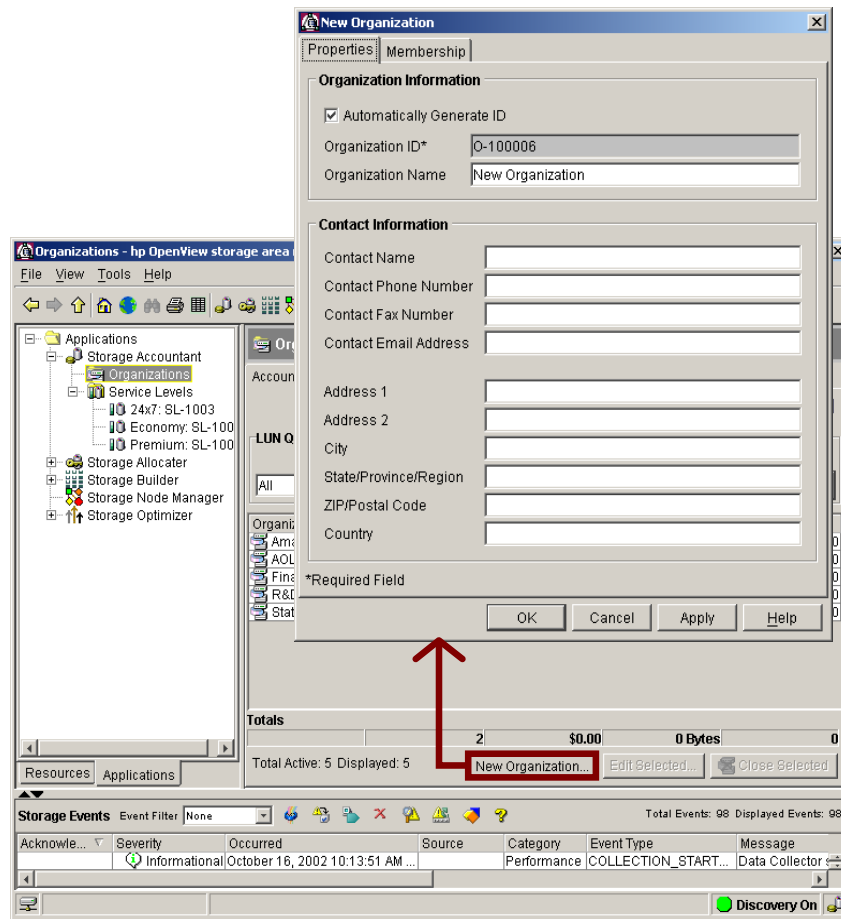 New Organization
Properties Membership
Organization Information
Automatically Generate ID
Organization ID* O-100006
Organization Name New Organization
Contact Information
Contact Name
Contact Phone Number
Contact Fax Number
Contact Email Address
Address 1
Address 2
City
State/Province/Region
ZIP/Postal Code
Country
*Required Field
OK Cancel Apply Help
Organizations - hp OpenView storage area
File View Tools Help
Applications
Storage Accountant
Organizations
Service Levels
24x7: SL-1003
Economy: SL-100
Premium: SL-100
Storage Allocater
Storage Builder
Storage Node Manager
Storage Optimizer
Resources Applications
Accoun
LUN Q
All
Organiz
Ama
AOL
Fina
R&D
Stat
Totals
2 $0.00 0 Bytes 0
Total Active: 5 Displayed: 5 New Organization... Edit Selected... Close Selected
Storage Events Event Filter None Total Events: 98 Displayed Events: 98
Acknowle... Severity Occurred Source Category Event Type Message
Informational October 16, 2002 10:13:51 AM ... Performance COLLECTION_START... Data Collector
Discovery On